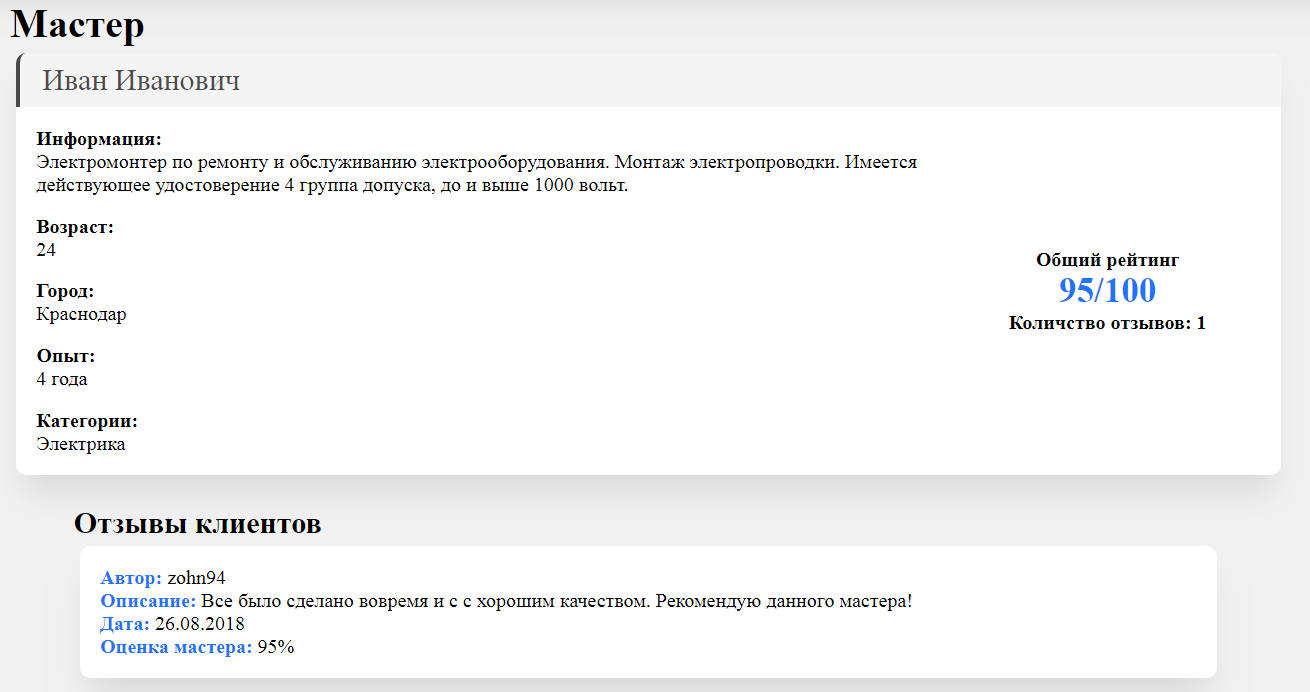 Мастер
Иван Иванович
Информация:
Электромонтер по ремонту и обслуживанию электрооборудования. Монтаж электропроводки. Имеется
действующее удостоверение 4 группа допуска, до и выше 1000 вольт.
Возраст:
24
Город:
Краснодар
Опыт:
4 года
Категории:
Электрика
Общий рейтинг
95/100
Количство отзывов: 1
Отзывы клиентов
Автор: zohn94
Описание: Все было сделано вовремя и с с хорошим качеством. Рекомендую данного мастера!
Дата: 26.08.2018
Оценка мастера: 95%